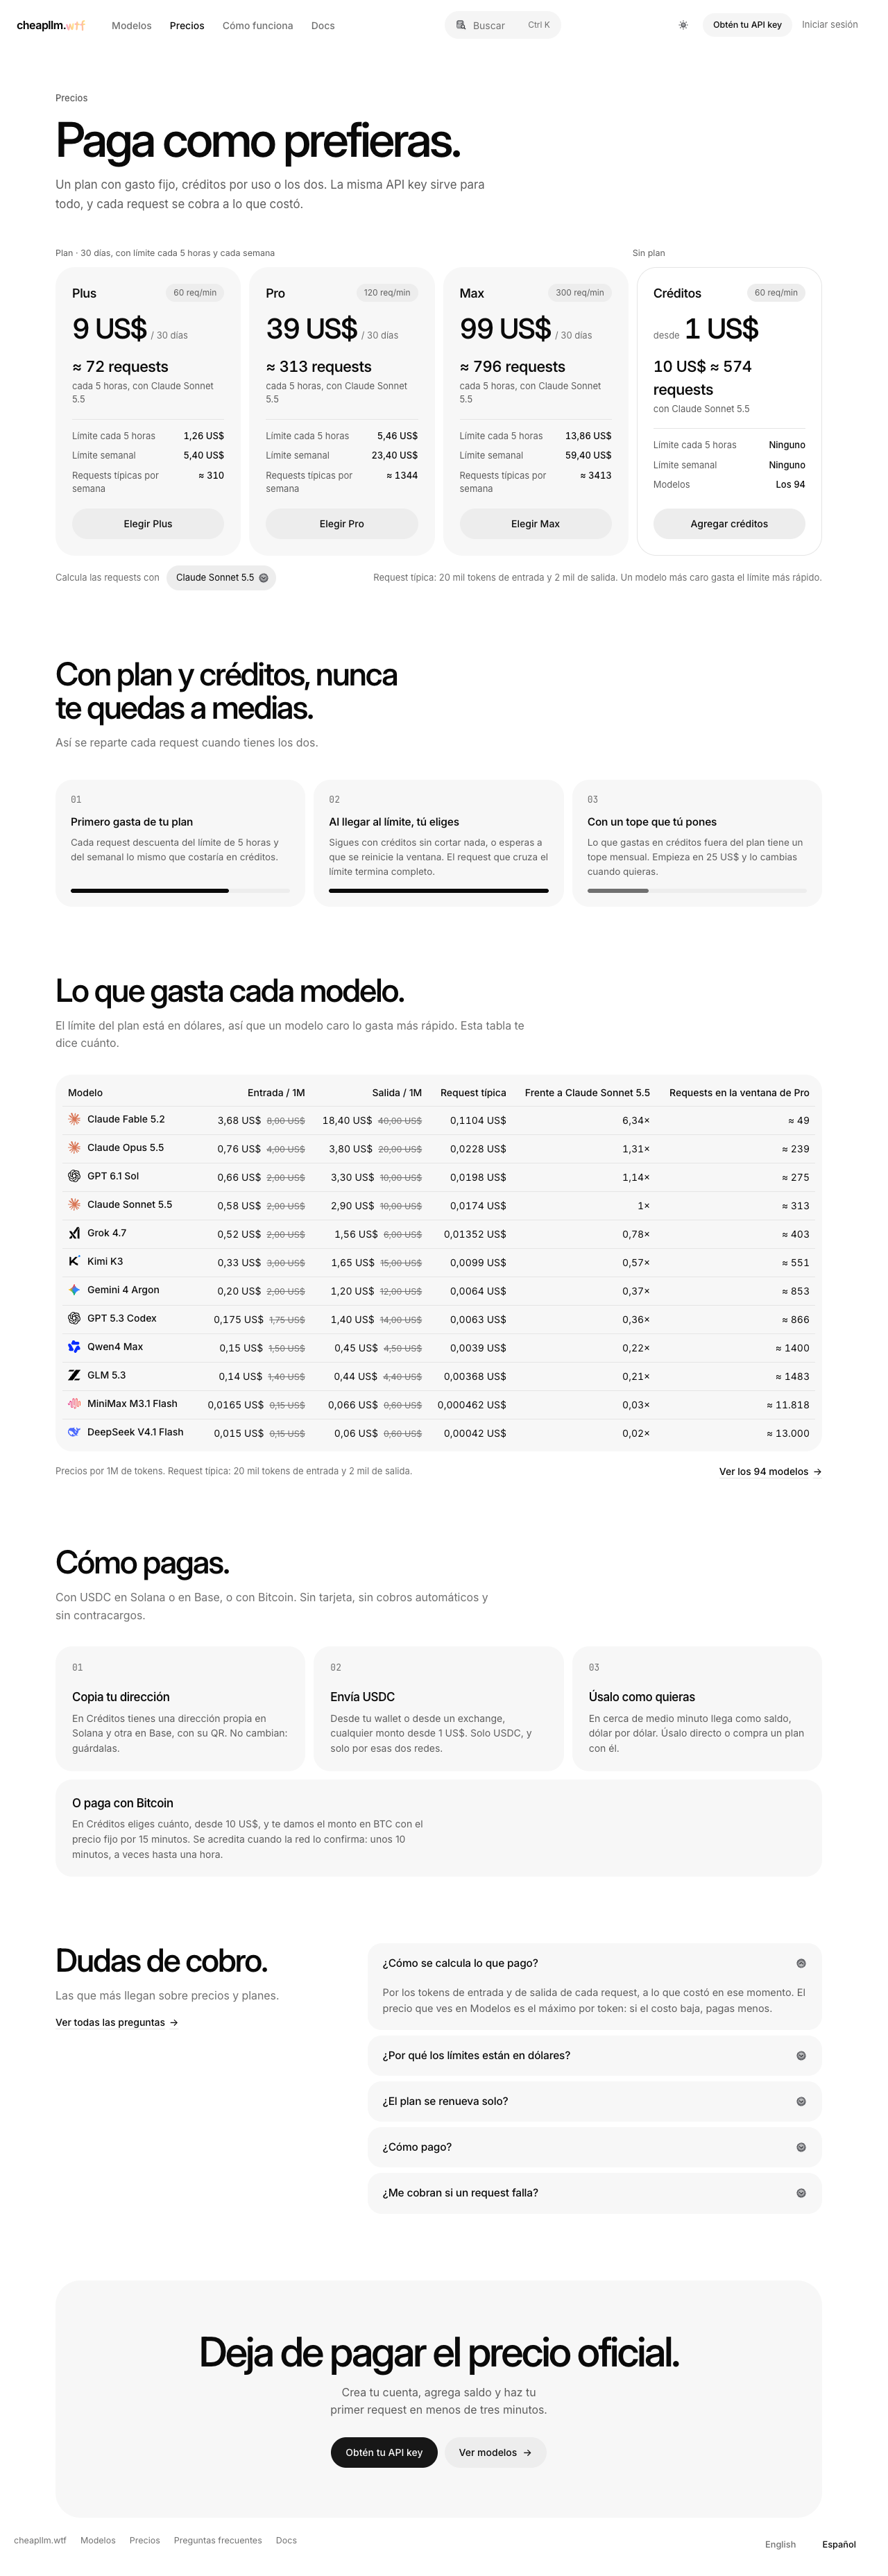 cheapllm.wtf
Modelos
Precios
Cómo funciona
Docs
Buscar
Ctrl K
Obtén tu API key
Iniciar sesión
Precios
Paga como prefieras.
Un plan con gasto fijo, créditos por uso o los dos. La misma API key sirve para
todo, y cada request se cobra a lo que costó.
Plan · 30 días, con límite cada 5 horas y cada semana
Sin plan
Plus
60 req/min
9 US$ / 30 días
≈ 72 requests
cada 5 horas, con Claude Sonnet
5.5
Límite cada 5 horas 1,26 US$
Límite semanal 5,40 US$
Requests típicas por ≈ 310
semana
Elegir Plus
Pro
120 req/min
39 US$ / 30 días
≈ 313 requests
cada 5 horas, con Claude Sonnet
5.5
Límite cada 5 horas 5,46 US$
Límite semanal 23,40 US$
Requests típicas por ≈ 1344
semana
Elegir Pro
Max
300 req/min
99 US$ / 30 días
≈ 796 requests
cada 5 horas, con Claude Sonnet
5.5
Límite cada 5 horas 13,86 US$
Límite semanal 59,40 US$
Requests típicas por ≈ 3413
semana
Elegir Max
Créditos
60 req/min
desde 1 US$
10 US$ ≈ 574
requests
con Claude Sonnet 5.5
Límite cada 5 horas Ninguno
Límite semanal Ninguno
Modelos Los 94
Agregar créditos
Calcula las requests con Claude Sonnet 5.5
Request típica: 20 mil tokens de entrada y 2 mil de salida. Un modelo más caro gasta el límite más rápido.
Con plan y créditos, nunca
te quedas a medias.
Así se reparte cada request cuando tienes los dos.
01
Primero gasta de tu plan
Cada request descuenta del límite de 5 horas y
del semanal lo mismo que costaría en créditos.
02
Al llegar al límite, tú eliges
Sigues con créditos sin cortar nada, o esperas a
que se reinicie la ventana. El request que cruza el
límite termina completo.
03
Con un tope que tú pones
Lo que gastas en créditos fuera del plan tiene un
tope mensual. Empieza en 25 US$ y lo cambias
cuando quieras.
Lo que gasta cada modelo.
El límite del plan está en dólares, así que un modelo caro lo gasta más rápido. Esta tabla te
dice cuánto.
Modelo Entrada / 1M Salida / 1M Request típica Frente a Claude Sonnet 5.5 Requests en la ventana de Pro
Claude Fable 5.2 3,68 US$ 8,00 US$ 18,40 US$ 40,00 US$ 0,1104 US$ 6,34× ≈ 49
Claude Opus 5.5 0,76 US$ 4,00 US$ 3,80 US$ 20,00 US$ 0,0228 US$ 1,31× ≈ 239
GPT 6.1 Sol 0,66 US$ 2,00 US$ 3,30 US$ 10,00 US$ 0,0198 US$ 1,14× ≈ 275
Claude Sonnet 5.5 0,58 US$ 2,00 US$ 2,90 US$ 10,00 US$ 0,0174 US$ 1× ≈ 313
Grok 4.7 0,52 US$ 2,00 US$ 1,56 US$ 6,00 US$ 0,01352 US$ 0,78× ≈ 403
Kimi K3 0,33 US$ 3,00 US$ 1,65 US$ 15,00 US$ 0,0099 US$ 0,57× ≈ 551
Gemini 4 Argon 0,20 US$ 2,00 US$ 1,20 US$ 12,00 US$ 0,0064 US$ 0,37× ≈ 853
GPT 5.3 Codex 0,175 US$ 1,75 US$ 1,40 US$ 14,00 US$ 0,0063 US$ 0,36× ≈ 866
Qwen4 Max 0,15 US$ 1,50 US$ 0,45 US$ 4,50 US$ 0,0039 US$ 0,22× ≈ 1400
GLM 5.3 0,14 US$ 1,40 US$ 0,44 US$ 4,40 US$ 0,00368 US$ 0,21× ≈ 1483
MiniMax M3.1 Flash 0,0165 US$ 0,15 US$ 0,066 US$ 0,60 US$ 0,000462 US$ 0,03× ≈ 11.818
DeepSeek V4.1 Flash 0,015 US$ 0,15 US$ 0,06 US$ 0,60 US$ 0,00042 US$ 0,02× ≈ 13.000
Precios por 1M de tokens. Request típica: 20 mil tokens de entrada y 2 mil de salida.
Ver los 94 modelos →
Cómo pagas.
Con USDC en Solana o en Base, o con Bitcoin. Sin tarjeta, sin cobros automáticos y
sin contracargos.
01
Copia tu dirección
En Créditos tienes una dirección propia en
Solana y otra en Base, con su QR. No cambian:
guárdalas.
02
Envía USDC
Desde tu wallet o desde un exchange,
cualquier monto desde 1 US$. Solo USDC, y
solo por esas dos redes.
03
Úsalo como quieras
En cerca de medio minuto llega como saldo,
dólar por dólar. Úsalo directo o compra un plan
con él.
O paga con Bitcoin
En Créditos eliges cuánto, desde 10 US$, y te damos el monto en BTC con el
precio fijo por 15 minutos. Se acredita cuando la red lo confirma: unos 10
minutos, a veces hasta una hora.
Dudas de cobro.
Las que más llegan sobre precios y planes.
Ver todas las preguntas →
¿Cómo se calcula lo que pago?
Por los tokens de entrada y de salida de cada request, a lo que costó en ese momento. El
precio que ves en Modelos es el máximo por token: si el costo baja, pagas menos.
¿Por qué los límites están en dólares?
¿El plan se renueva solo?
¿Cómo pago?
¿Me cobran si un request falla?
Deja de pagar el precio oficial.
Crea tu cuenta, agrega saldo y haz tu
primer request en menos de tres minutos.
Obtén tu API key
Ver modelos →
cheapllm.wtf
Modelos
Precios
Preguntas frecuentes
Docs
English
Español